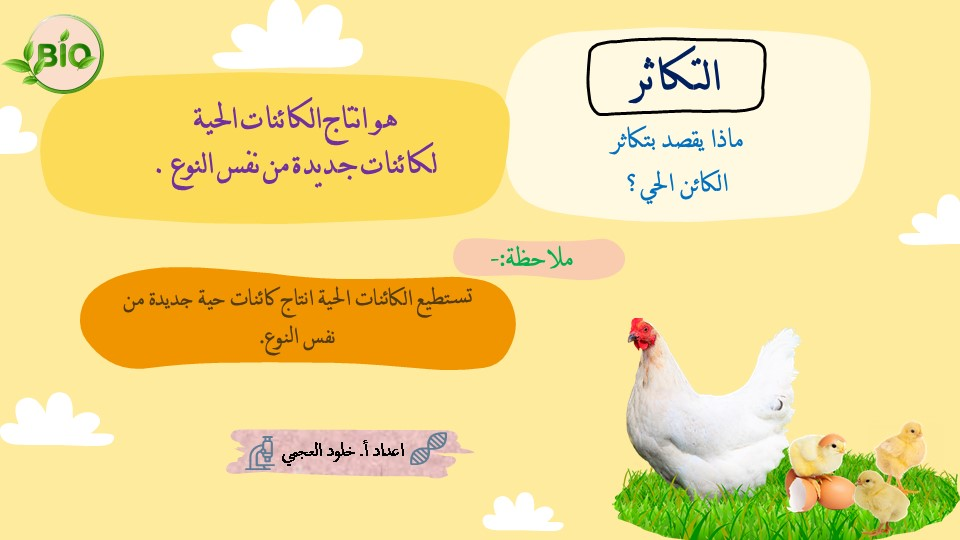 BIO
التكاثر
ماذا يقصد بتكاثر
الكائن الحي ؟
هو انتاج الكائنات الحية
لكائنات جديدة من نفس النوع .
ملاحظة:-
تستطيع الكائنات الحية انتاج كائنات حية جديدة من
نفس النوع.
اعداد أ. خلود العجمي